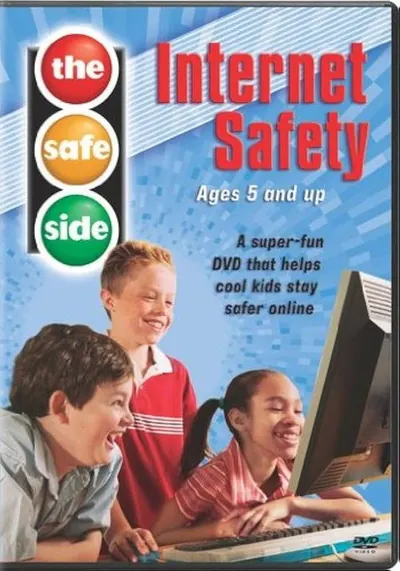 the
safe
side
Internet
Safety
Ages 5 and up
A super-fun
DVD that helps
cool kids stay
safer online
DVD
VIDEO